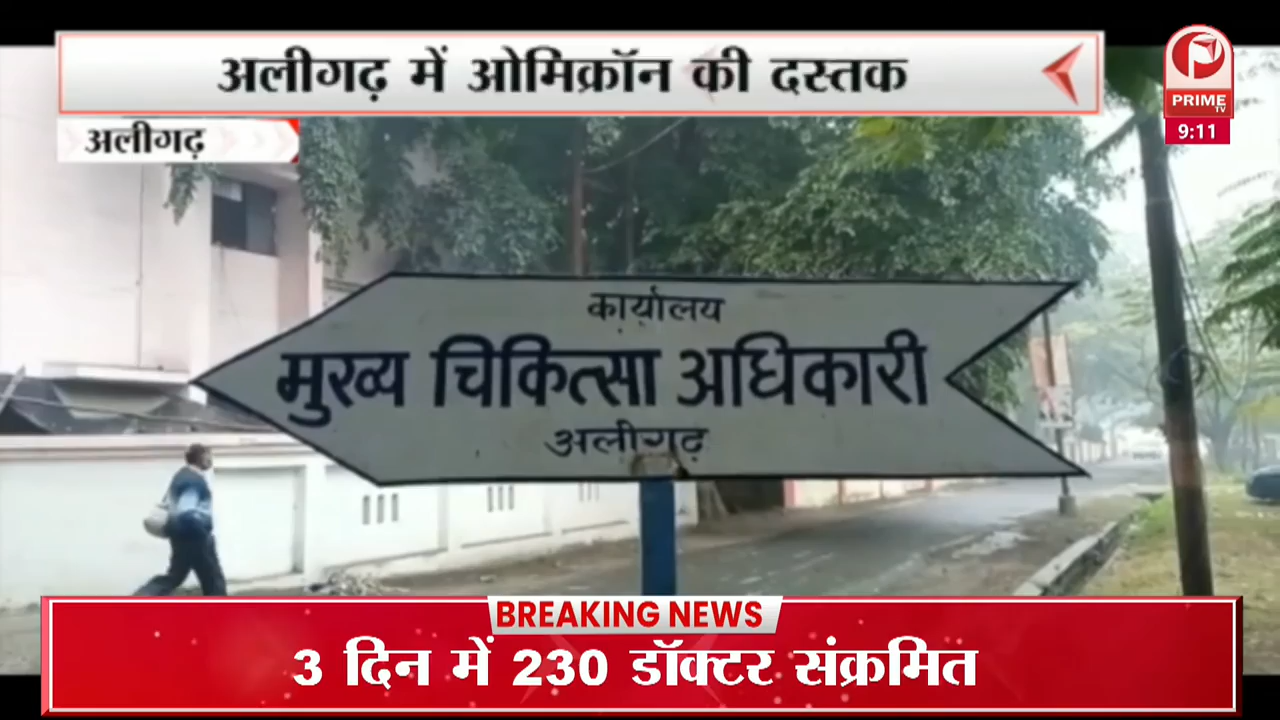 अलीगढ़ में ओमिक्रॉन की दस्तक
PRIME
TV
9:11
अलीगढ़
कार्यालय
मुख्य चिकित्सा अधिकारी
अलीगढ़
BREAKING NEWS
3 दिन में 230 डॉक्टर संक्रमित